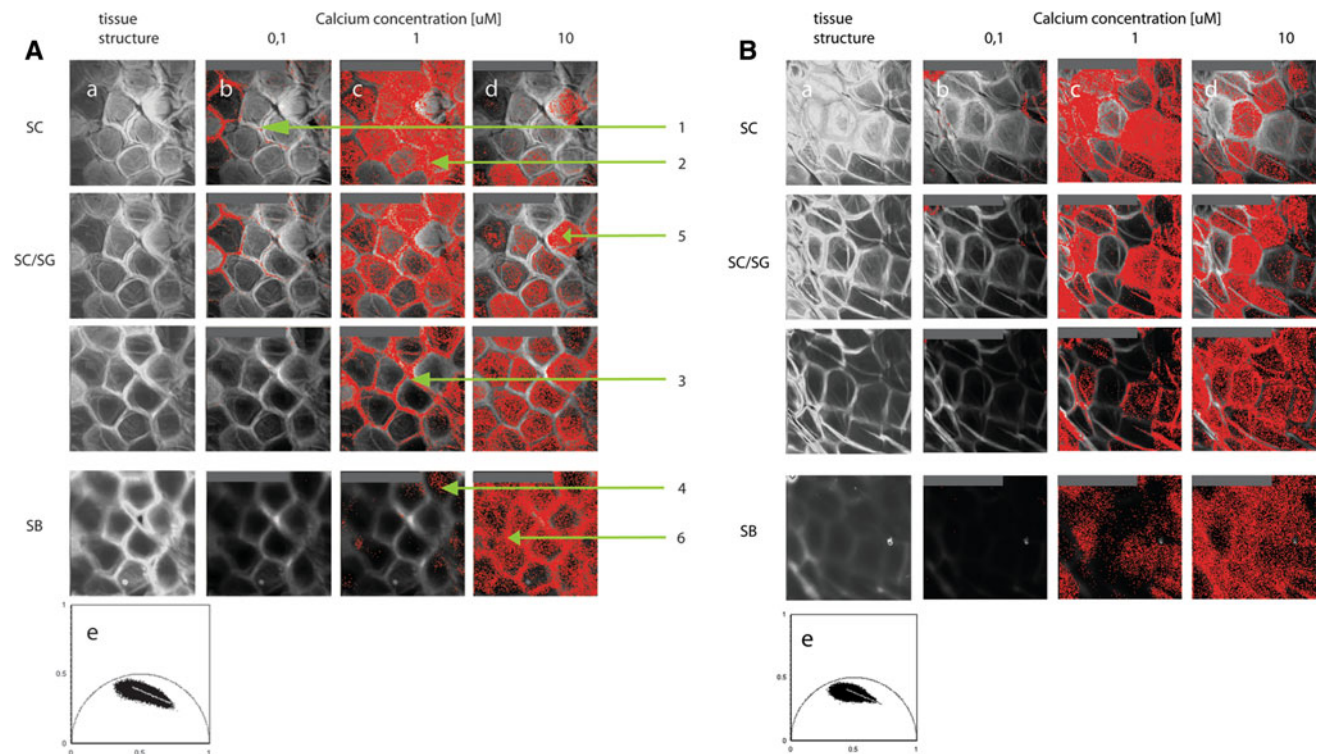 A
tissue structure
Calcium concentration [uM]
0,1 1 10
a b c d
SC
1
2
SC/SG
5
3
SB
4
6
e
1
0.5
0
0 0.5 1
B
tissue structure
Calcium concentration [uM]
0,1 1 10
a b c d
SC
SC/SG
SB
e
1
0.5
0
0 0.5 1